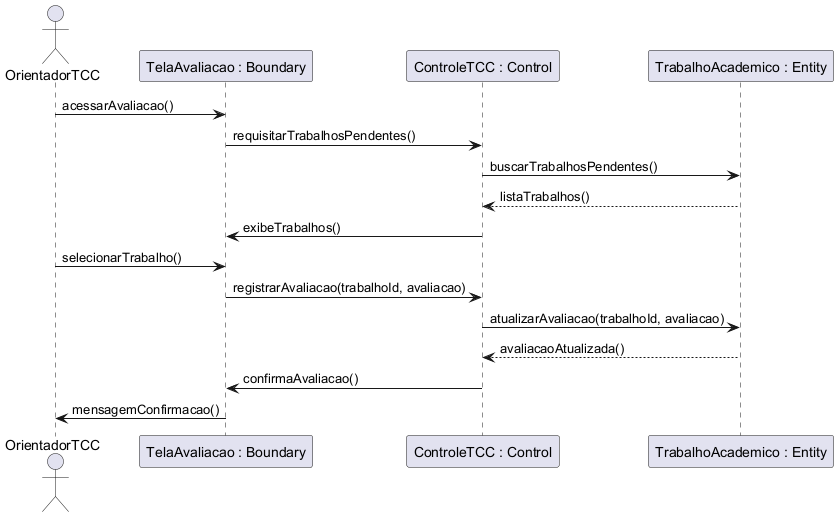 OrientadorTCC
TelaAvaliacao : Boundary
ControleTCC : Control
TrabalhoAcademico : Entity
acessarAvaliacao()
requisitarTrabalhosPendentes()
buscarTrabalhosPendentes()
listaTrabalhos()
exibeTrabalhos()
selecionarTrabalho()
registrarAvaliacao(trabalhoId, avaliacao)
atualizarAvaliacao(trabalhoId, avaliacao)
avaliacaoAtualizada()
confirmaAvaliacao()
mensagemConfirmacao()
OrientadorTCC
TelaAvaliacao : Boundary
ControleTCC : Control
TrabalhoAcademico : Entity